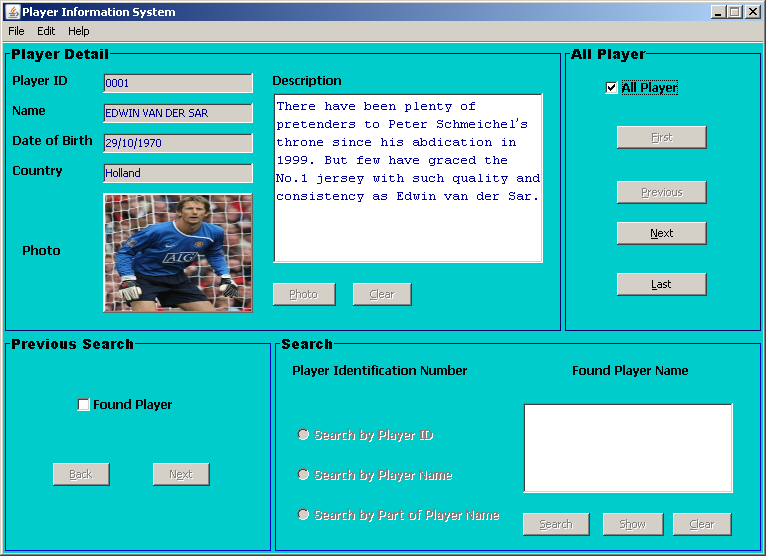 Player Information System
File Edit Help
Player Detail
Player ID
0001
Name
EDWIN VAN DER SAR
Date of Birth
29/10/1970
Country
Holland
Photo
AIG
Description
There have been plenty of
pretenders to Peter Schmeichel's
throne since his abdication in
1999. But few have graced the
No.1 jersey with such quality and
consistency as Edwin van der Sar.
Photo
Clear
All Player
All Player
First
Previous
Next
Last
Previous Search
Found Player
Back
Next
Search
Player Identification Number
Search by Player ID
Search by Player Name
Search by Part of Player Name
Found Player Name
Search
Show
Clear